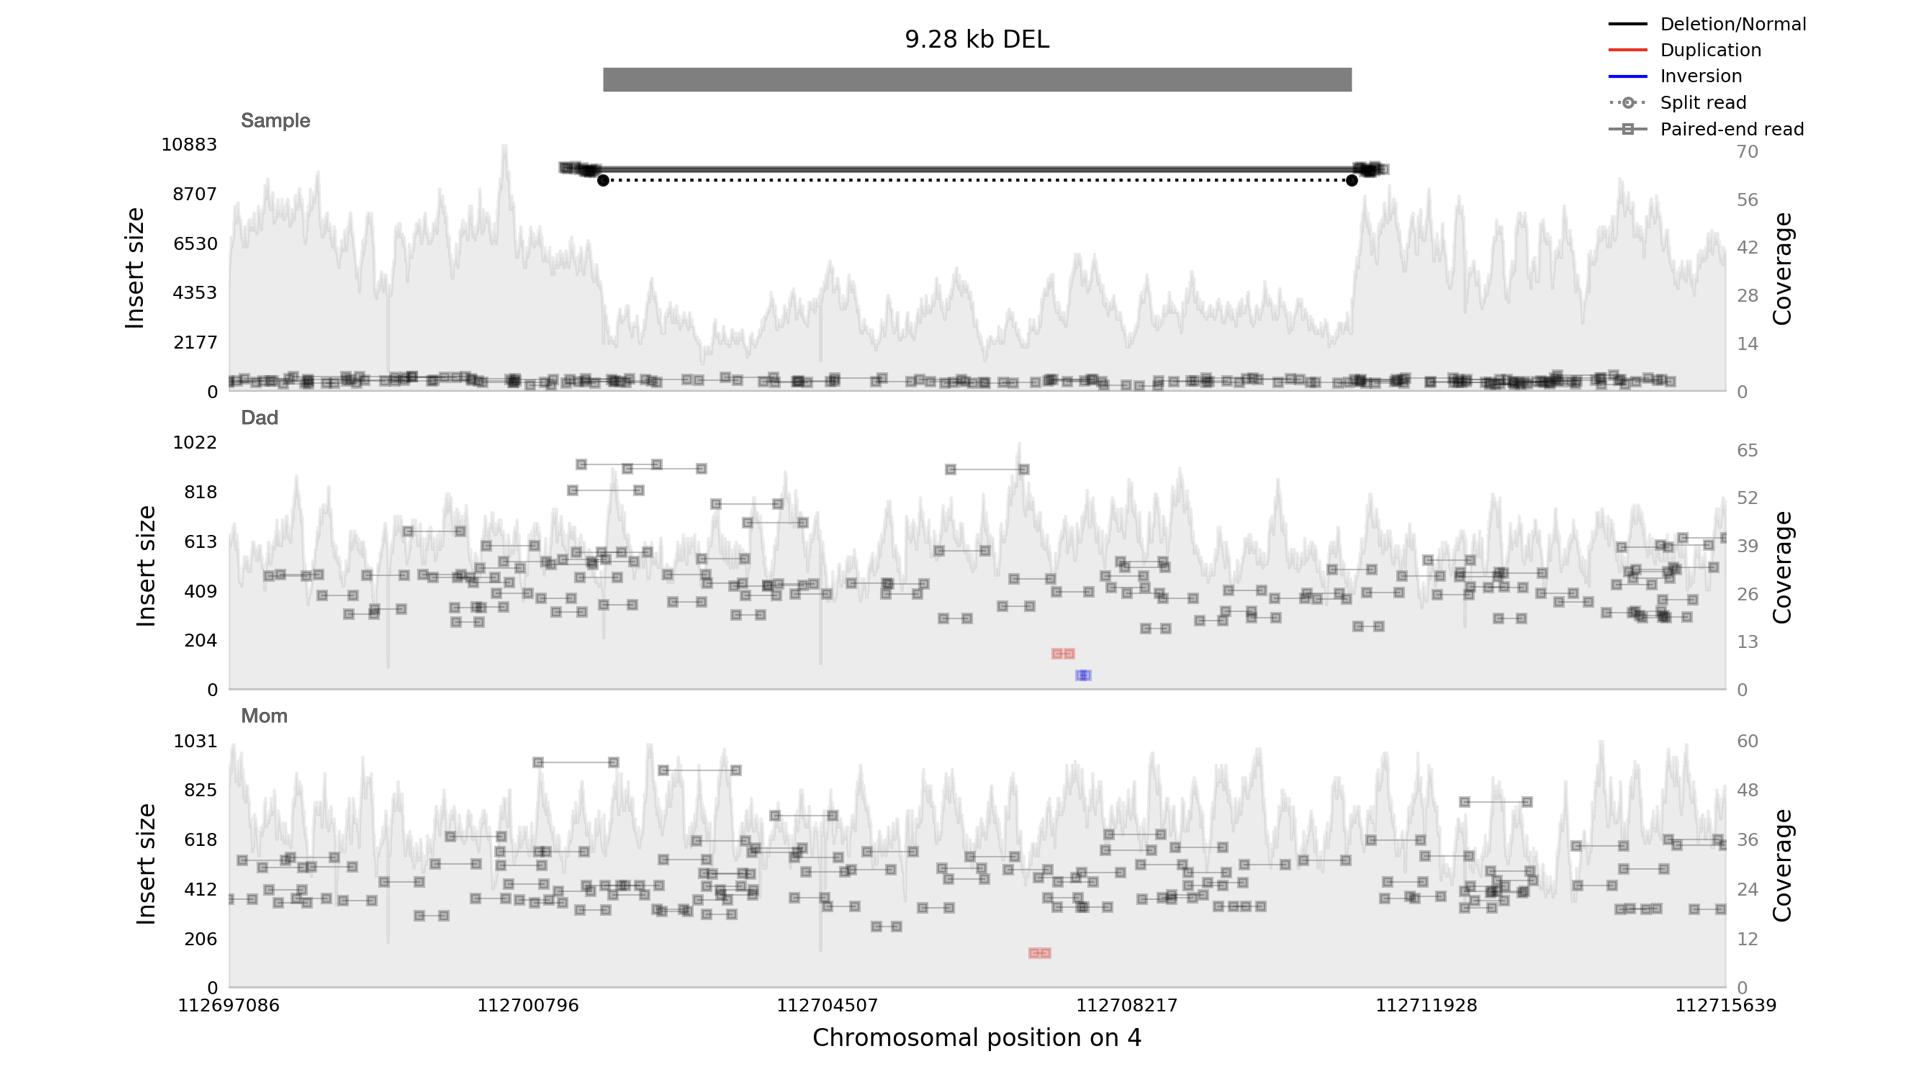 9.28 kb DEL
Deletion/Normal
Duplication
Inversion
Split read
Paired-end read
Sample
10883
8707
6530
4353
2177
0
Insert size
70
56
42
28
14
0
Coverage
Dad
1022
818
613
409
204
0
Insert size
65
52
39
26
13
0
Coverage
Mom
1031
825
618
412
206
0
Insert size
60
48
36
24
12
0
Coverage
112697086 112700796 112704507 112708217 112711928 112715639
Chromosomal position on 4